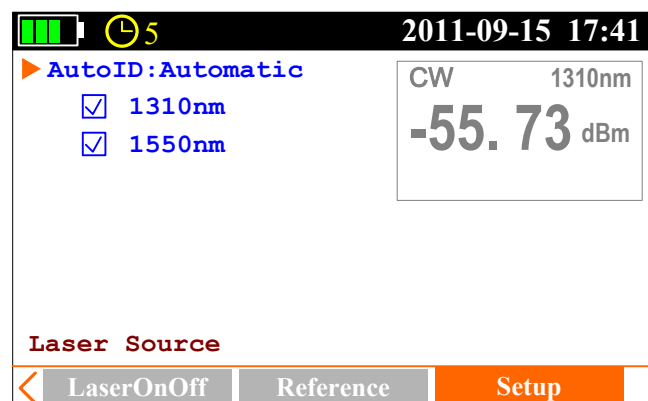 5 2011-09-15 17:41
AutoID:Automatic
1310nm
1550nm
CW 1310nm
-55. 73 dBm
Laser Source
LaserOnOff Reference Setup